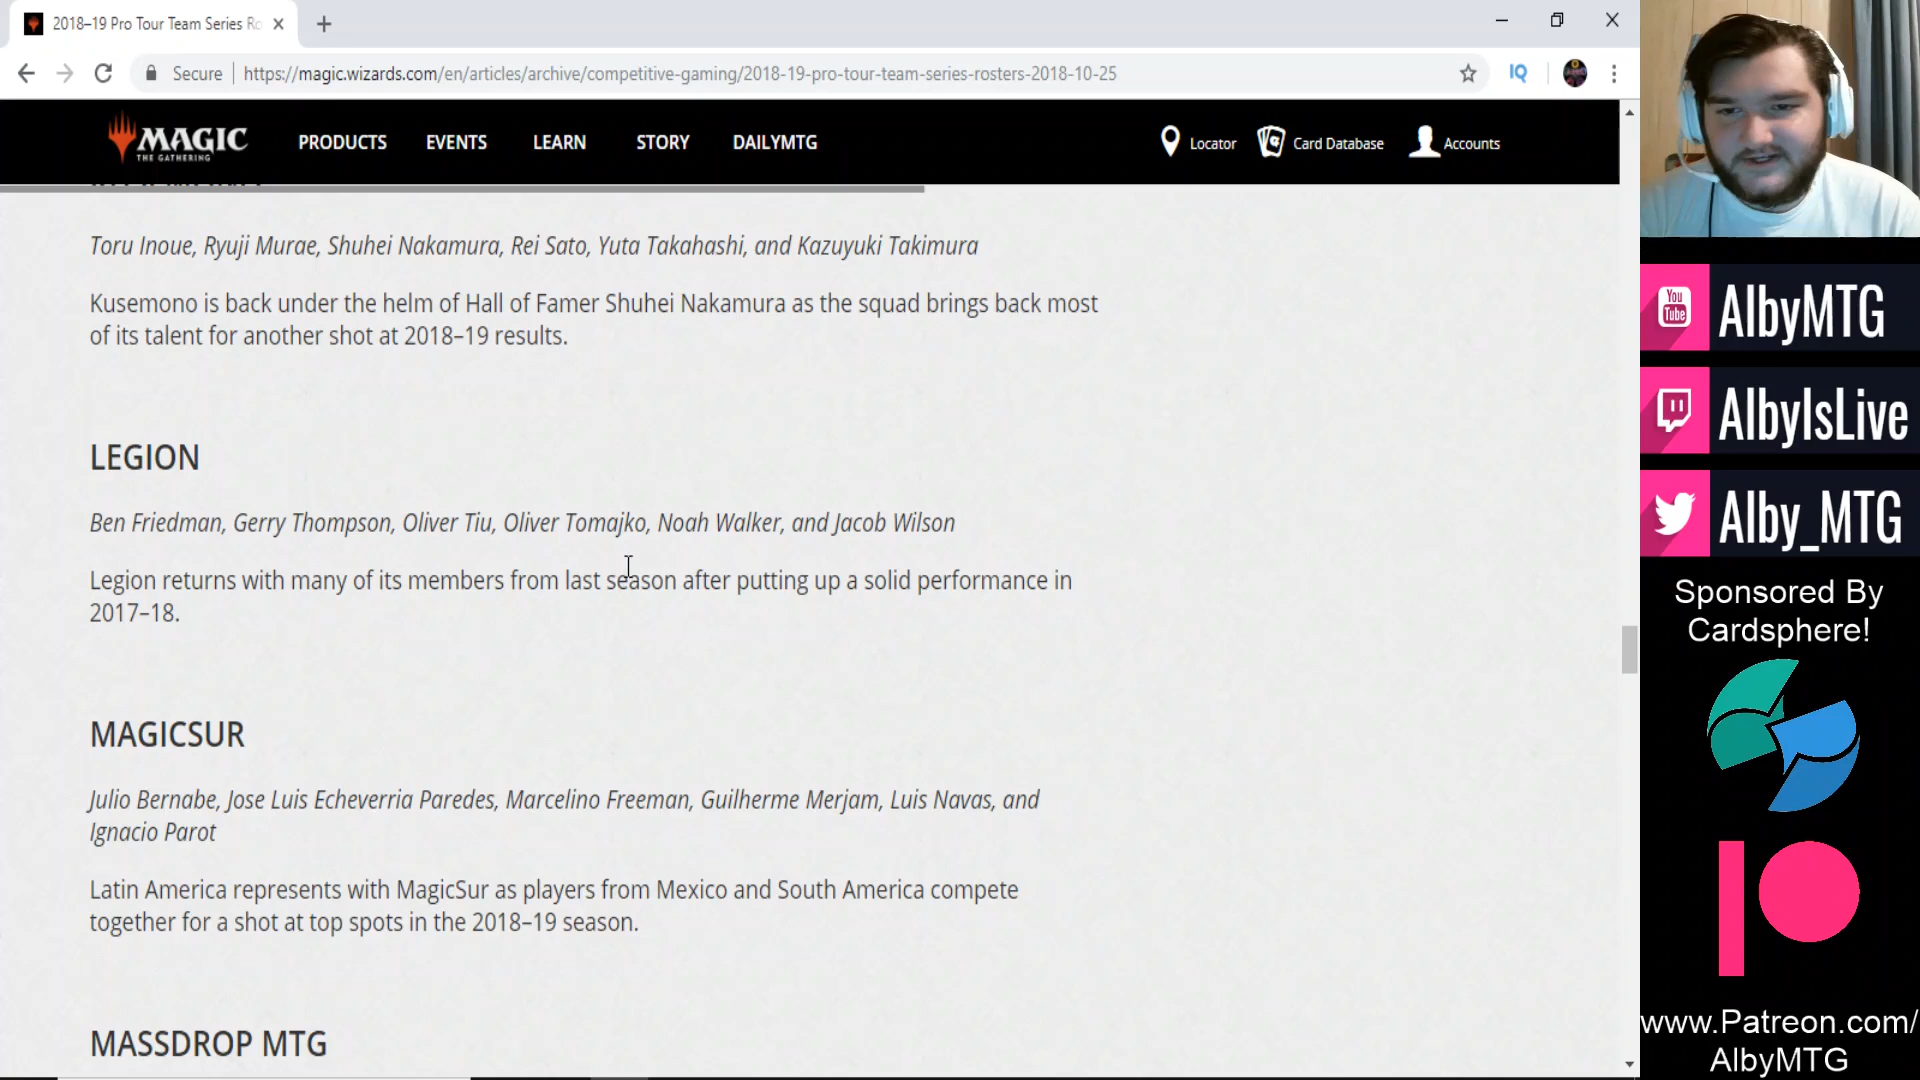 2018–19 Pro Tour Team Series Ro
Secure
https://magic.wizards.com/en/articles/archive/competitive-gaming/2018-19-pro-tour-team-series-rosters-2018-10-25
IQ
MAGIC
THE GATHERING
PRODUCTS
EVENTS
LEARN
STORY
DAILYMTG
Locator
Card Database
Accounts
Toru Inoue, Ryuji Murae, Shuhei Nakamura, Rei Sato, Yuta Takahashi, and Kazuyuki Takimura
Kusemono is back under the helm of Hall of Famer Shuhei Nakamura as the squad brings back most
of its talent for another shot at 2018–19 results.
LEGION
Ben Friedman, Gerry Thompson, Oliver Tiu, Oliver Tomajko, Noah Walker, and Jacob Wilson
Legion returns with many of its members from last season after putting up a solid performance in
2017–18.
MAGICSUR
Julio Bernabe, Jose Luis Echeverria Paredes, Marcelino Freeman, Guilherme Merjam, Luis Navas, and
Ignacio Parot
Latin America represents with MagicSur as players from Mexico and South America compete
together for a shot at top spots in the 2018–19 season.
MASSDROP MTG
You
Tube
AlbyMTG
AlbyIsLive
Alby_MTG
Sponsored By
Cardsphere!
www.Patreon.com/
AlbyMTG